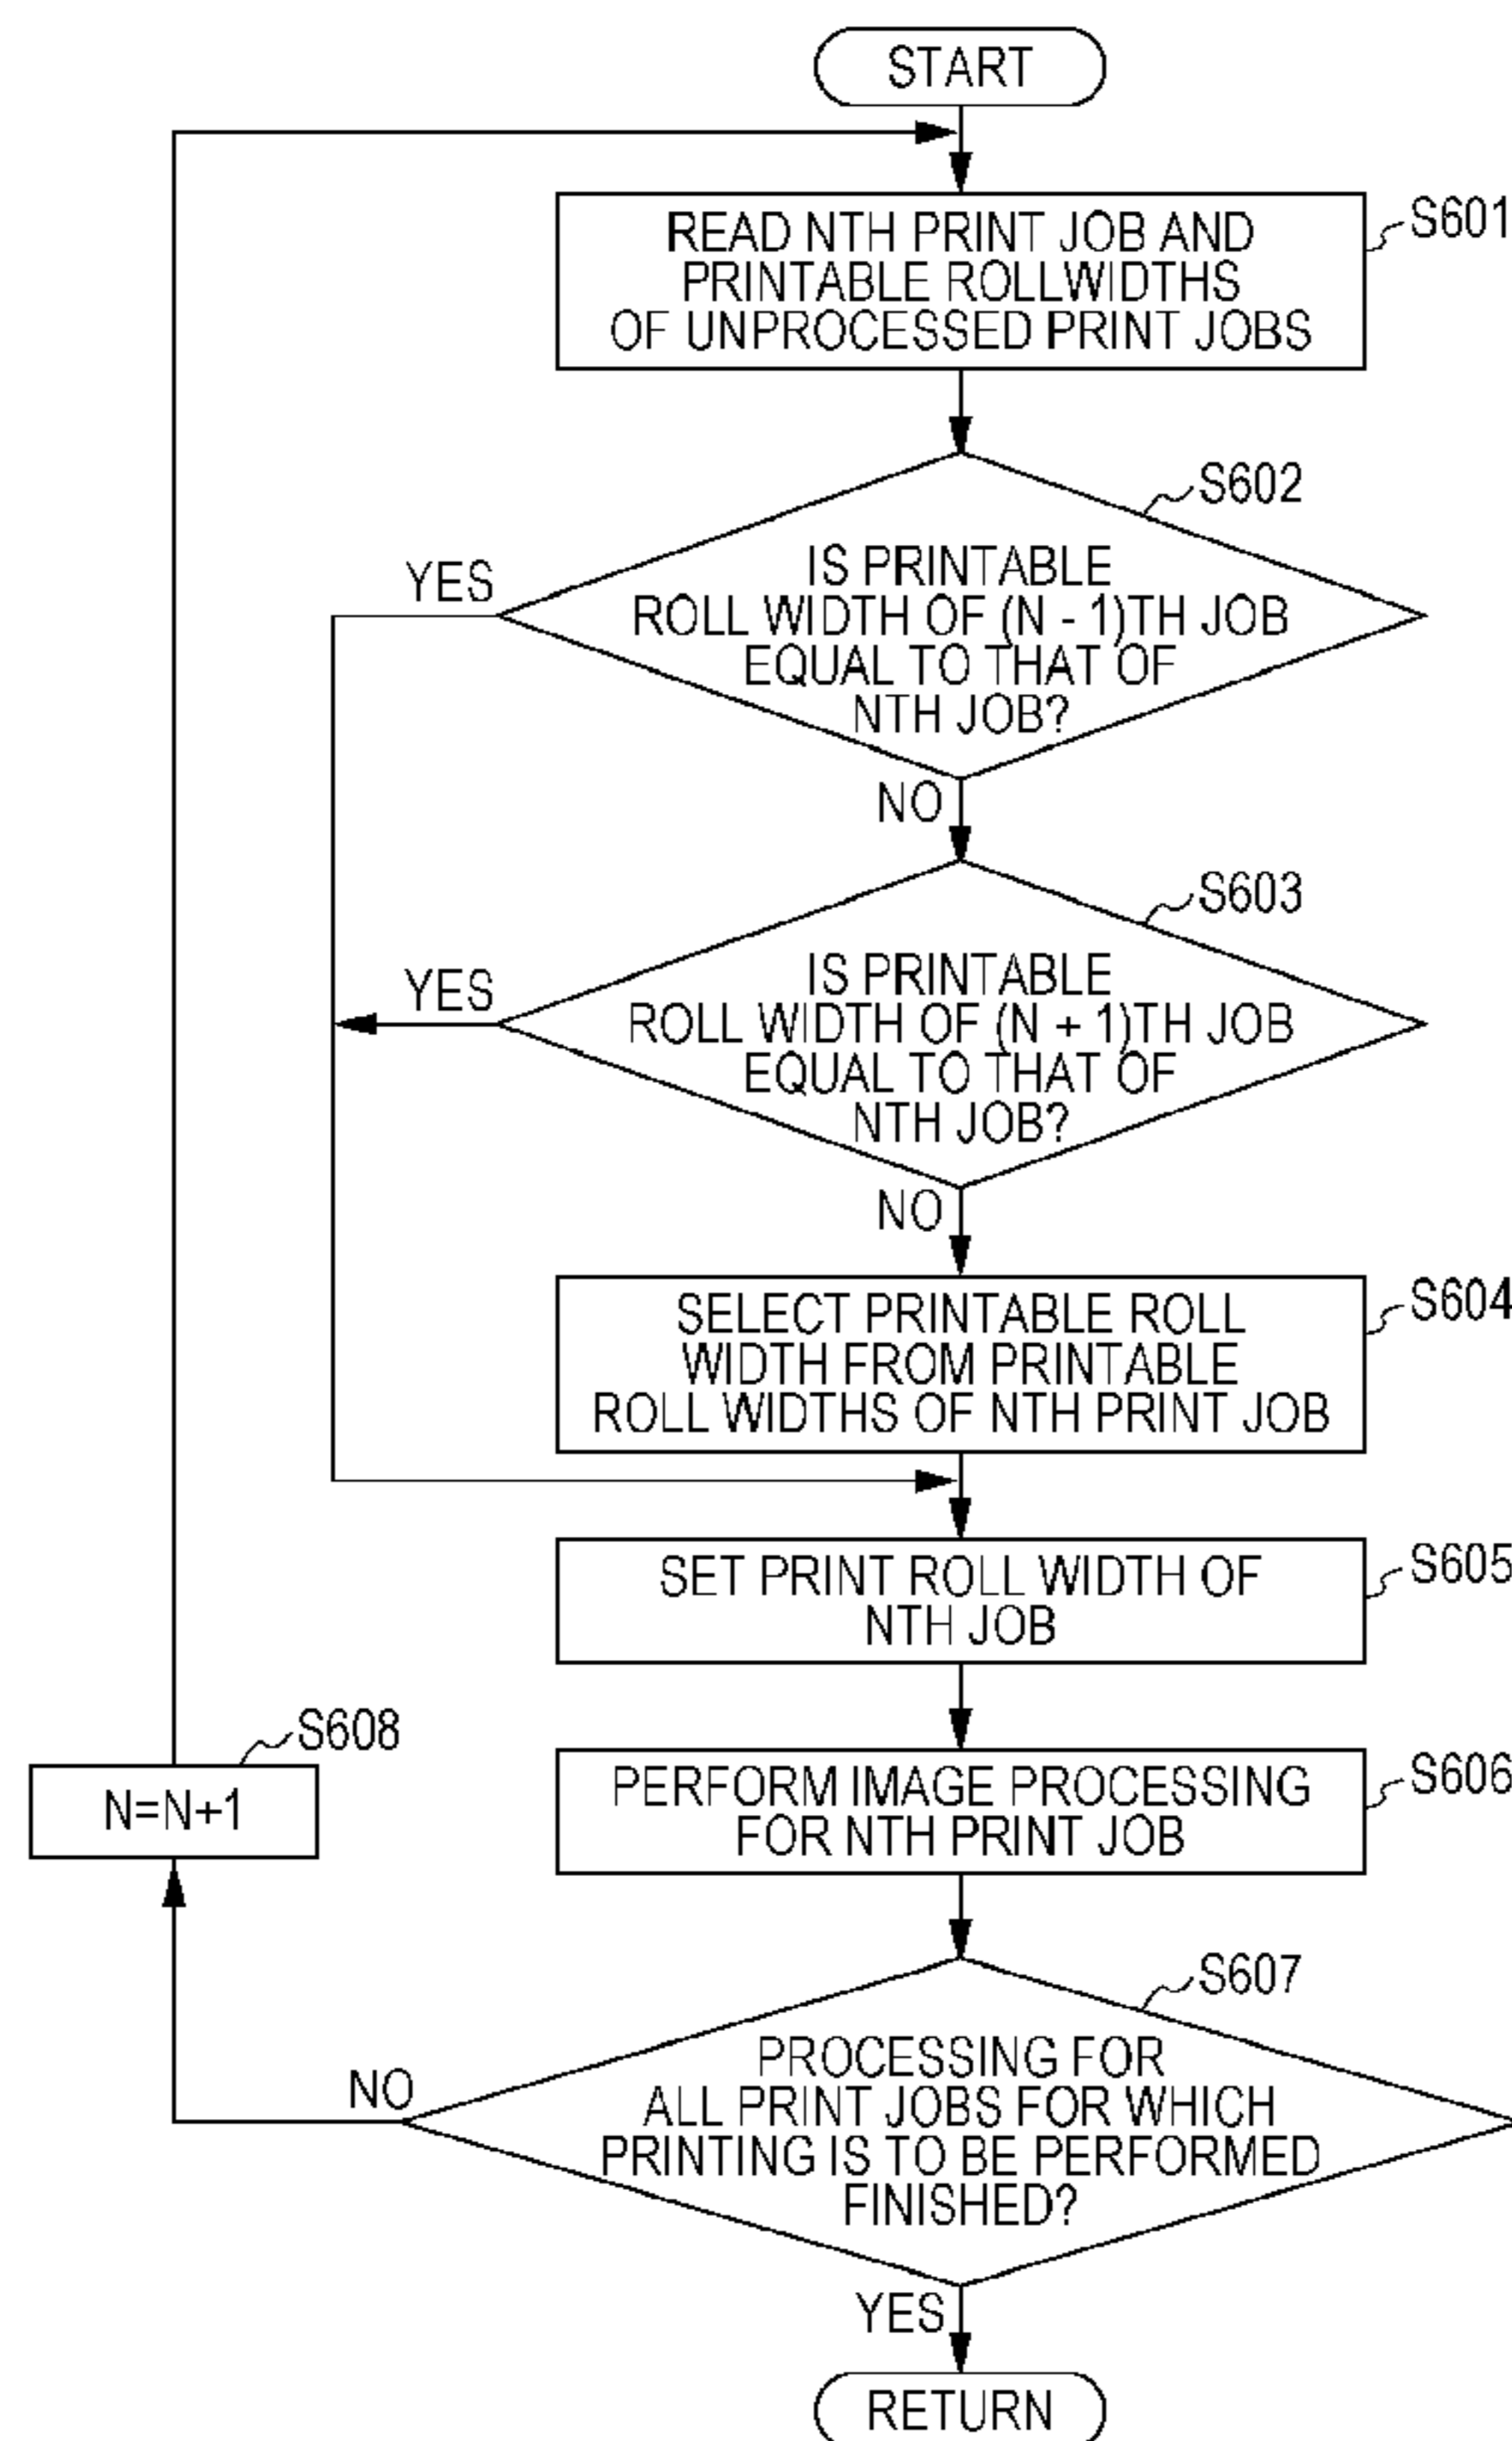 START
READ NTH PRINT JOB AND
PRINTABLE ROLLWIDTHS
OF UNPROCESSED PRINT JOBS
S601
S602
IS PRINTABLE
ROLL WIDTH OF (N - 1)TH JOB
EQUAL TO THAT OF
NTH JOB?
YES
NO
S603
IS PRINTABLE
ROLL WIDTH OF (N + 1)TH JOB
EQUAL TO THAT OF
NTH JOB?
YES
NO
SELECT PRINTABLE ROLL
WIDTH FROM PRINTABLE
ROLL WIDTHS OF NTH PRINT JOB
S604
SET PRINT ROLL WIDTH OF
NTH JOB
S605
S608
N=N+1
PERFORM IMAGE PROCESSING
FOR NTH PRINT JOB
S606
S607
PROCESSING FOR
ALL PRINT JOBS FOR WHICH
PRINTING IS TO BE PERFORMED
FINISHED?
NO
YES
RETURN